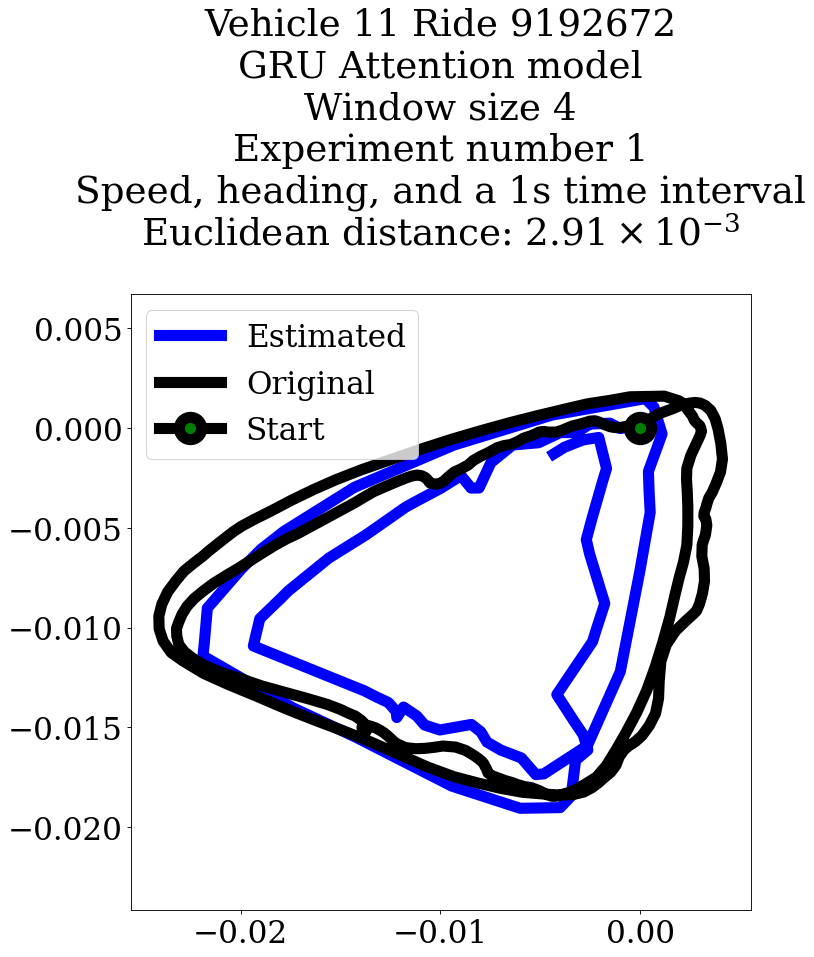 Vehicle 11 Ride 9192672
GRU Attention model
Window size 4
Experiment number 1
Speed, heading, and a 1s time interval
Euclidean distance: 2.91 × 10⁻³
Estimated
Original
Start
0.005
0.000
−0.005
−0.010
−0.015
−0.020
−0.02 −0.01 0.00